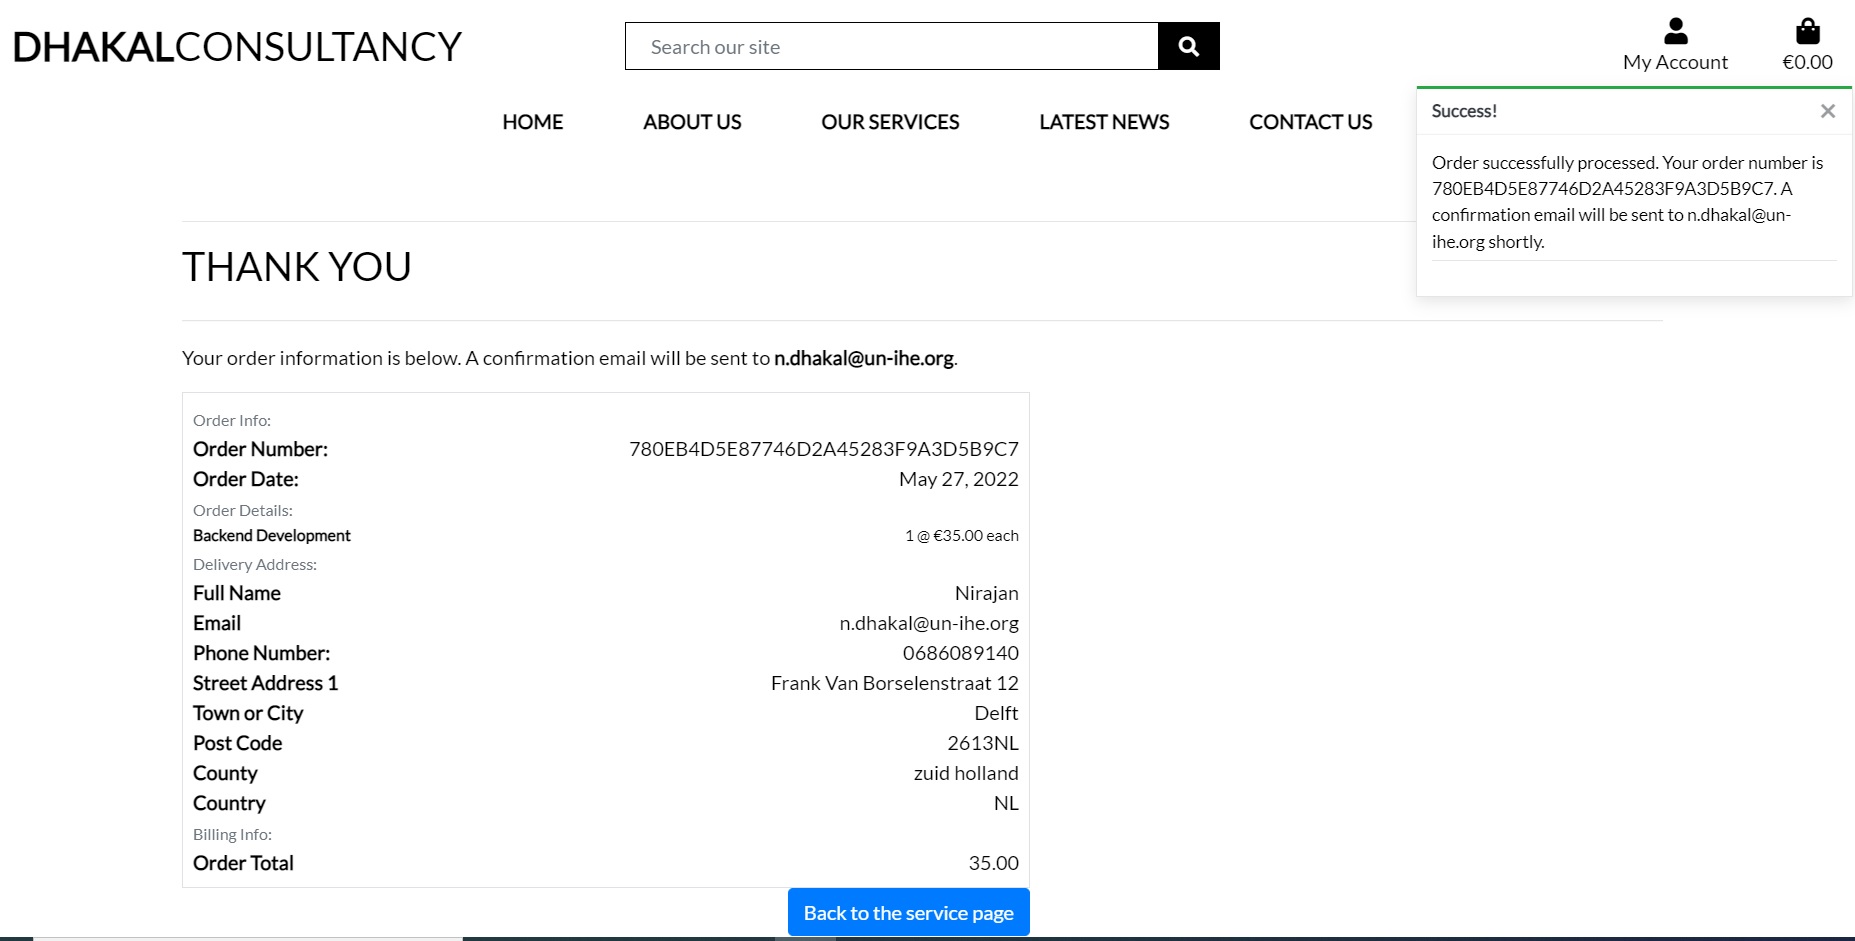 DHAKALCONSULTANCY
Search our site
My Account
€0.00
HOME ABOUT US OUR SERVICES LATEST NEWS CONTACT US
Success!
Order successfully processed. Your order number is
780EB4D5E87746D2A45283F9A3D5B9C7. A
confirmation email will be sent to n.dhakal@un-
ihe.org shortly.
THANK YOU
Your order information is below. A confirmation email will be sent to n.dhakal@un-ihe.org.
Order Info:
Order Number: 780EB4D5E87746D2A45283F9A3D5B9C7
Order Date: May 27, 2022
Order Details:
Backend Development 1 @ €35.00 each
Delivery Address:
Full Name Nirajan
Email n.dhakal@un-ihe.org
Phone Number: 0686089140
Street Address 1 Frank Van Borselenstraat 12
Town or City Delft
Post Code 2613NL
County zuid holland
Country NL
Billing Info:
Order Total 35.00
Back to the service page